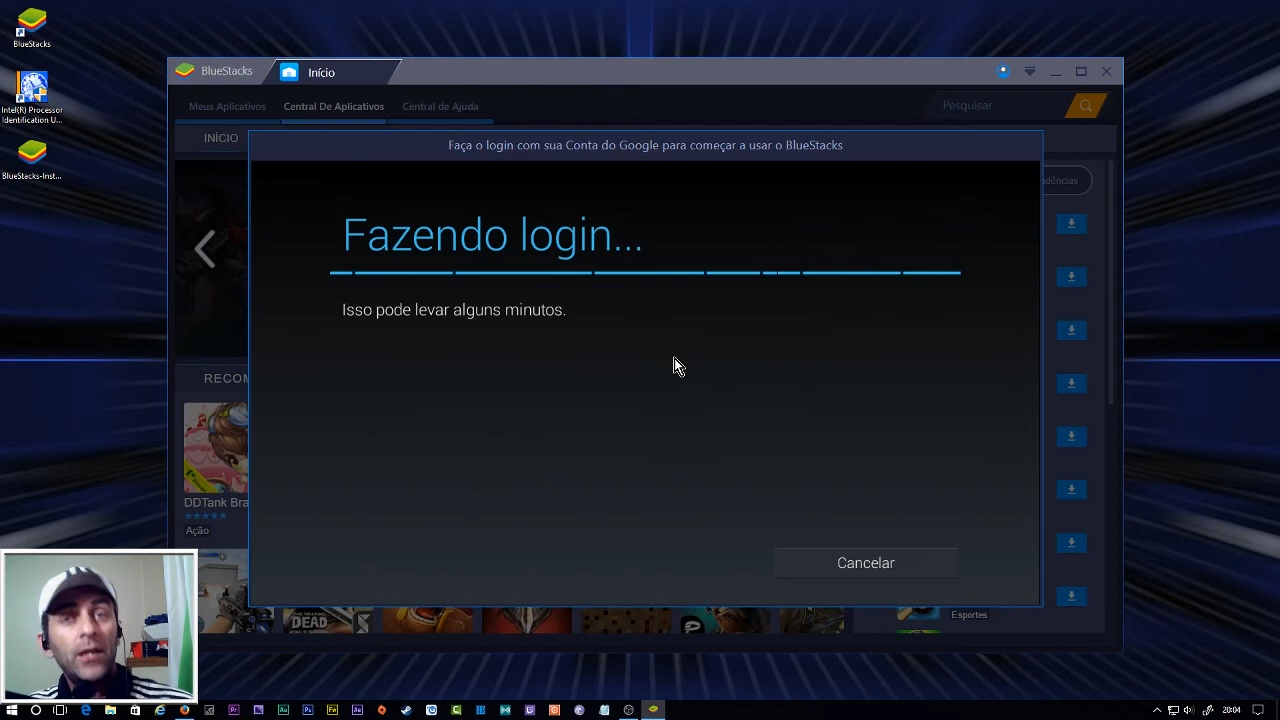 BlueStacks
Intel(R) Processor
Identification U...
BlueStacks-Inst...
BlueStacks
Início
Meus Aplicativos
Central De Aplicativos
Central de Ajuda
Pesquisar
INÍCIO
Faça o login com sua Conta do Google para começar a usar o BlueStacks
Fazendo login...
Isso pode levar alguns minutos.
Cancelar
dências
RECOM
DDTank Bra
Ação
DEAD
Esportes
20:04